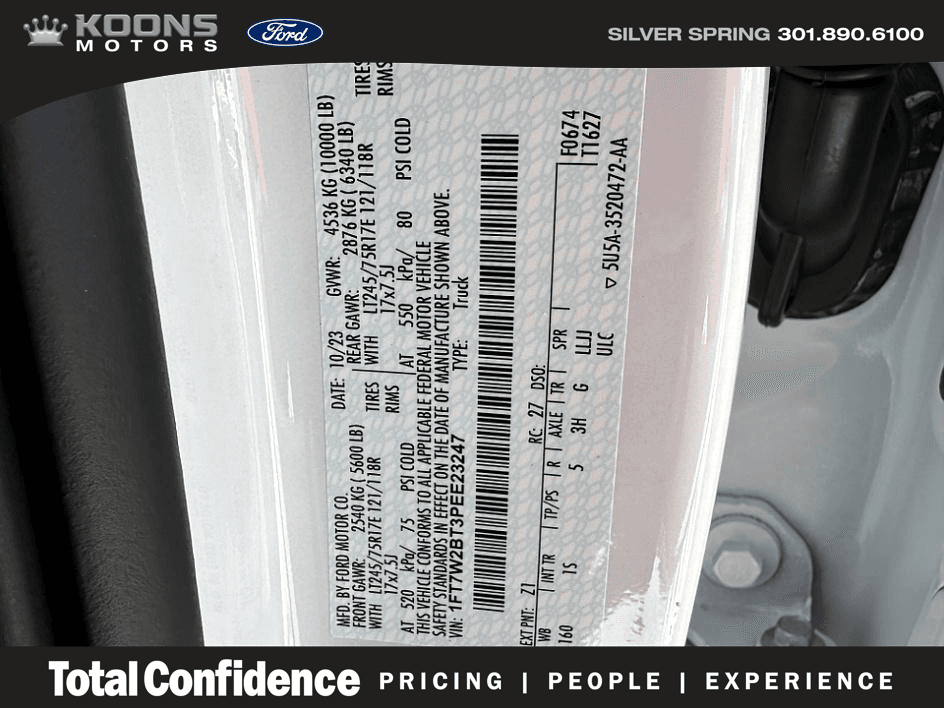 KOONS
MOTORS
Ford
SILVER SPRING 301.890.6100
MFD. BY FORD MOTOR CO.
DATE: 10/23 GVWR: 4536 KG (10000 LB)
FRONT GAWR: 2540 KG ( 5600 LB)
REAR GAWR: 2876 KG ( 6340 LB)
WITH LT245/75R17E 121/118R TIRES
WITH LT245/75R17E 121/118R TIRES
17x7.5J RIMS
17x7.5J RIMS
AT 520 kPa/ 75 PSI COLD
AT 550 kPa/ 80 PSI COLD
THIS VEHICLE CONFORMS TO ALL APPLICABLE FEDERAL MOTOR VEHICLE
SAFETY STANDARDS IN EFFECT ON THE DATE OF MANUFACTURE SHOWN ABOVE.
VIN: 1FT7W2BT3PEE23247 TYPE: Truck
F0674
T1627
EXT PNT: Z1 RC: 27 DSO:
WB INT TR TP/PS R AXLE TR SPR
160 1S 5 3H G LLJJ
ULC
5U5A-3520472-AA
Total Confidence PRICING | PEOPLE | EXPERIENCE